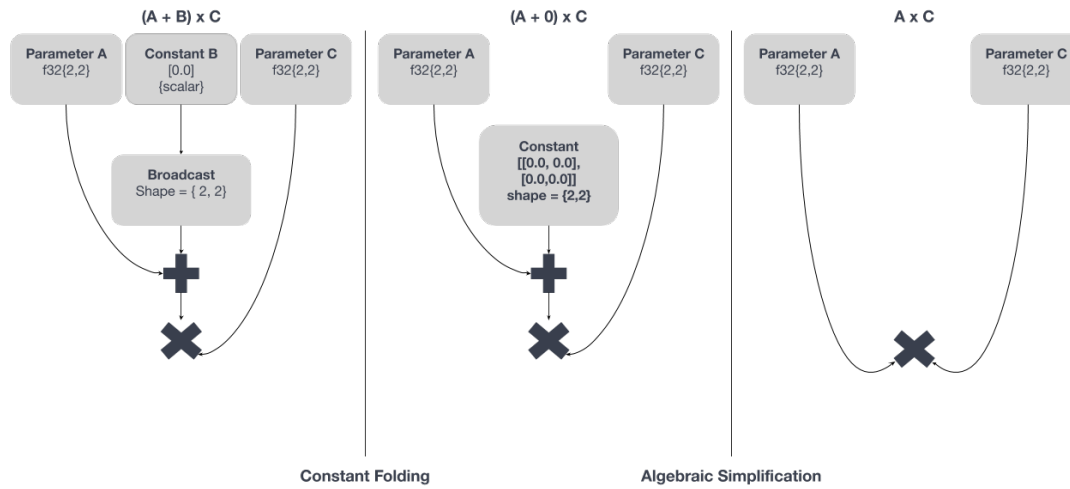 (A + B) x C
Parameter A
f32{2,2}
Constant B
[0.0]
{scalar}
Parameter C
f32{2,2}
Broadcast
Shape = { 2, 2}
(A + 0) x C
Parameter A
f32{2,2}
Parameter C
f32{2,2}
Constant
[[0.0, 0.0],
[0.0,0.0]]
shape = {2,2}
A x C
Parameter A
f32{2,2}
Parameter C
f32{2,2}
Constant Folding
Algebraic Simplification